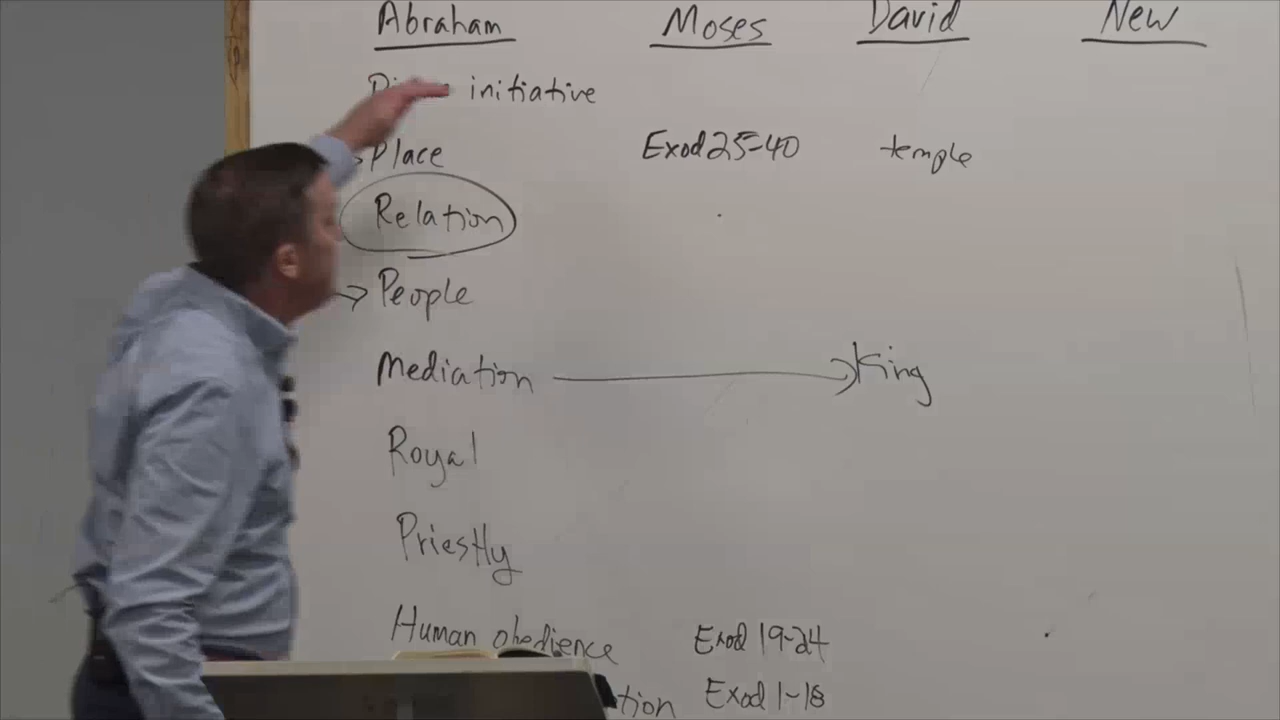 Abraham Moses David New
initiative
Place Exod 25-40 temple
Relation
People
Mediation King
Royal
Priestly
Human obedience Exod 19-24
Exod 1-18